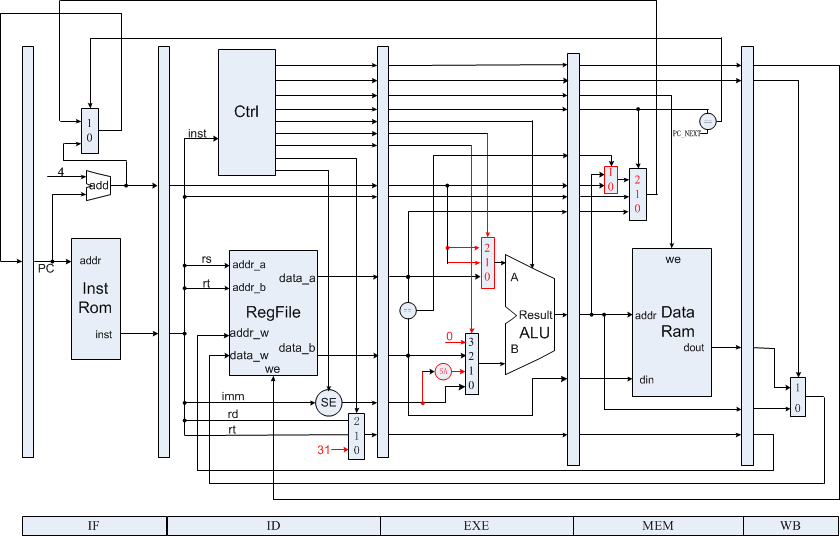 Ctrl
1
0
inst
4
add
PC
addr
Inst
Rom
inst
rs
rt
addr_a
addr_b
data_a
RegFile
addr_w
data_w
data_b
we
imm
SE
rd
rt
2
1
0
31
==
2
1
0
0
3
2
1
0
SA
A
Result
ALU
B
1
0
2
1
0
==
PC_NEXT
we
addr
Data
Ram
dout
din
1
0
IF
ID
EXE
MEM
WB